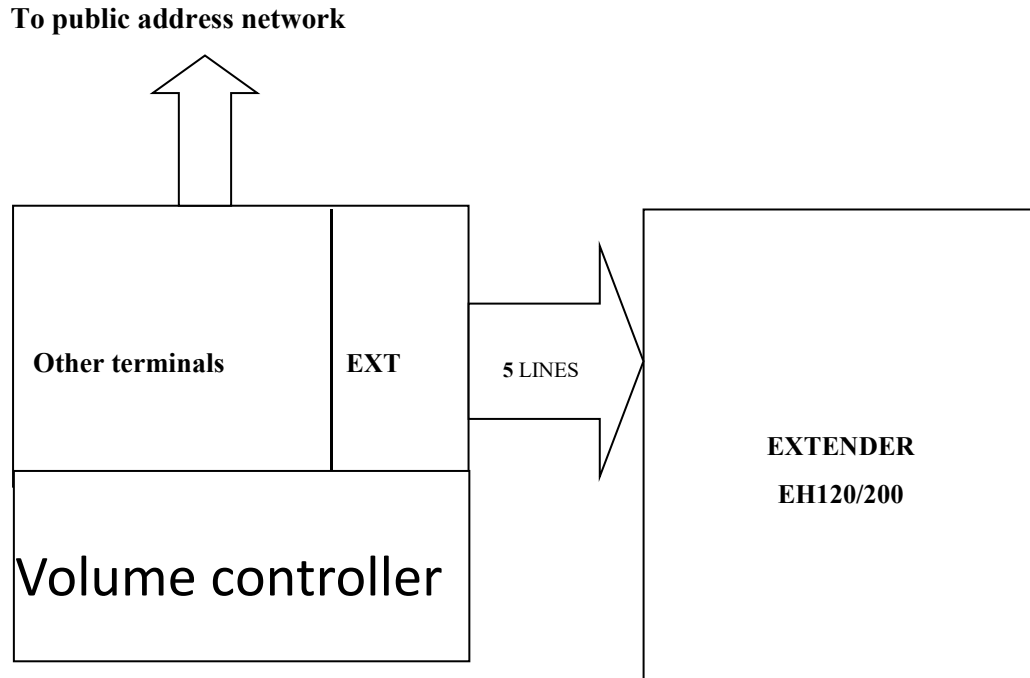 To public address network
Other terminals
EXT
5 LINES
EXTENDER
EH120/200
Volume controller